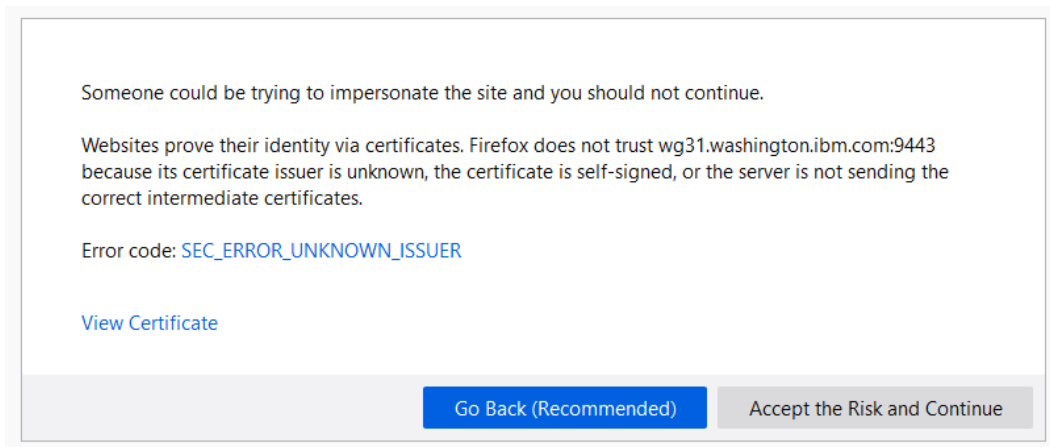 Someone could be trying to impersonate the site and you should not continue.
Websites prove their identity via certificates. Firefox does not trust wg31.washington.ibm.com:9443
because its certificate issuer is unknown, the certificate is self-signed, or the server is not sending the
correct intermediate certificates.
Error code: SEC_ERROR_UNKNOWN_ISSUER
View Certificate
Go Back (Recommended)
Accept the Risk and Continue